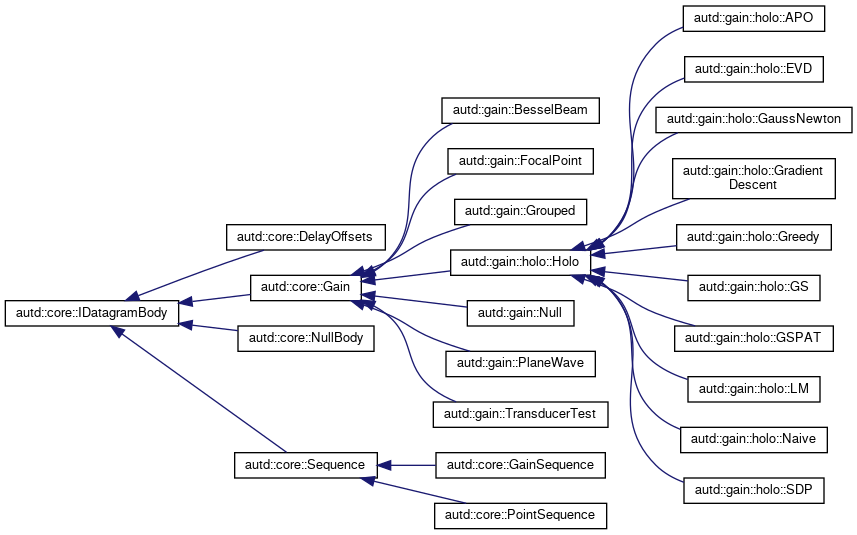 autd::gain::holo::APO
autd::gain::holo::EVD
autd::gain::BesselBeam
autd::gain::holo::GaussNewton
autd::gain::FocalPoint
autd::gain::holo::Gradient
Descent
autd::gain::Grouped
autd::core::DelayOffsets
autd::gain::holo::Greedy
autd::gain::holo::Holo
autd::core::Gain
autd::gain::holo::GS
autd::core::IDatagramBody
autd::gain::Null
autd::core::NullBody
autd::gain::holo::GSPAT
autd::gain::PlaneWave
autd::gain::holo::LM
autd::gain::TransducerTest
autd::gain::holo::Naive
autd::core::Sequence
autd::core::GainSequence
autd::gain::holo::SDP
autd::core::PointSequence